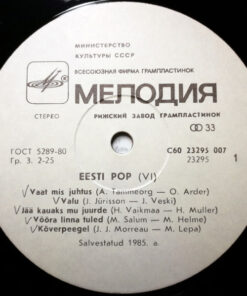 МИНИСТЕРСТВО
КУЛЬТУРЫ СССР
ВСЕСОЮЗНАЯ ФИРМА ГРАМПЛАСТИНОК
МЕЛОДИЯ
СТЕРЕО РИЖСКИЙ ЗАВОД ГРАМПЛАСТИНОК 33
ГОСТ 5289-80 С60 23295 007
Гр. 3. 2-25 23295 1
EESTI POP (VI)
Vaat mis juhtus (A. Tammeorg — O. Arder)
Valu (J. Jürisson — J. Veski)
Jää kauaks mu juurde (H. Vaikmaa — H. Muller)
Võõra linna tuled (M. Salum — M. Helme)
Kõverpeegel (J. J. Morreau — M. Lepa)
Salvestatud 1985. a.